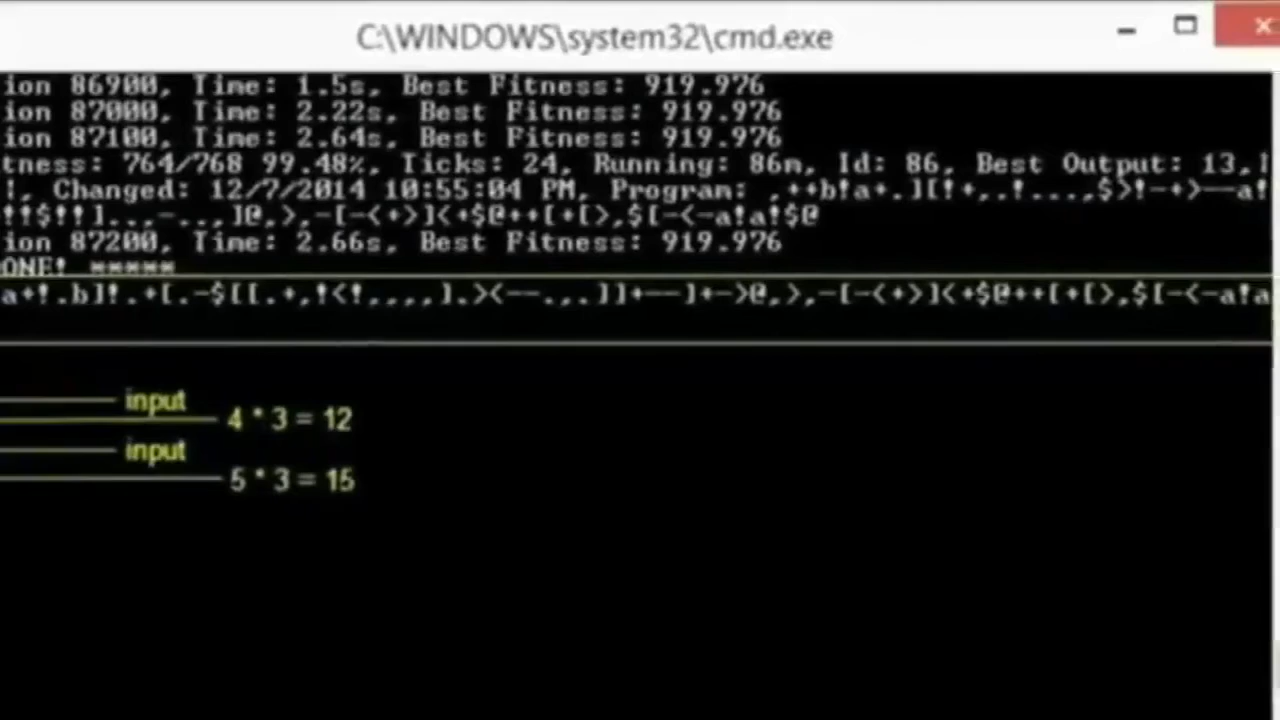 C:\WINDOWS\system32\cmd.exe
ion 86900, Time: 1.5s, Best Fitness: 919.976
ion 87000, Time: 2.22s, Best Fitness: 919.976
ion 87100, Time: 2.64s, Best Fitness: 919.976
tness: 764/768 99.48%, Ticks: 24, Running: 86m, Id: 86, Best Output: 13,
!, Changed: 12/7/2014 10:55:04 PM, Program: ,++b!a+.][!+,.!...,$>!-+>--a!
!!$!!]..,-.,,]@,>,-[-<+>]<+$@++[+[>,$[-<-a!a!$@
ion 87200, Time: 2.66s, Best Fitness: 919.976
ONE! *****
a+!.b]!.+[.-$[[.+,!<!,,,,].><--.,.]]+--]+->@,>,-[-<+>]<+$@++[+[>,$[-<-a!a
input
4 * 3 = 12
input
5 * 3 = 15